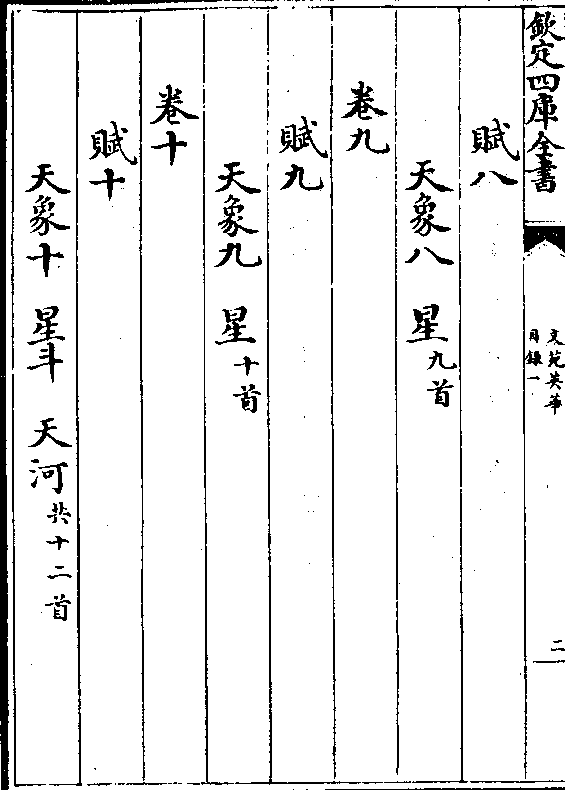 欽定四庫全書
文苑英華
目錄一
二
賦八
天象八　星九首
卷九
賦九
天象九　星十首
卷十
賦十
天象十　星斗　天河共十二首